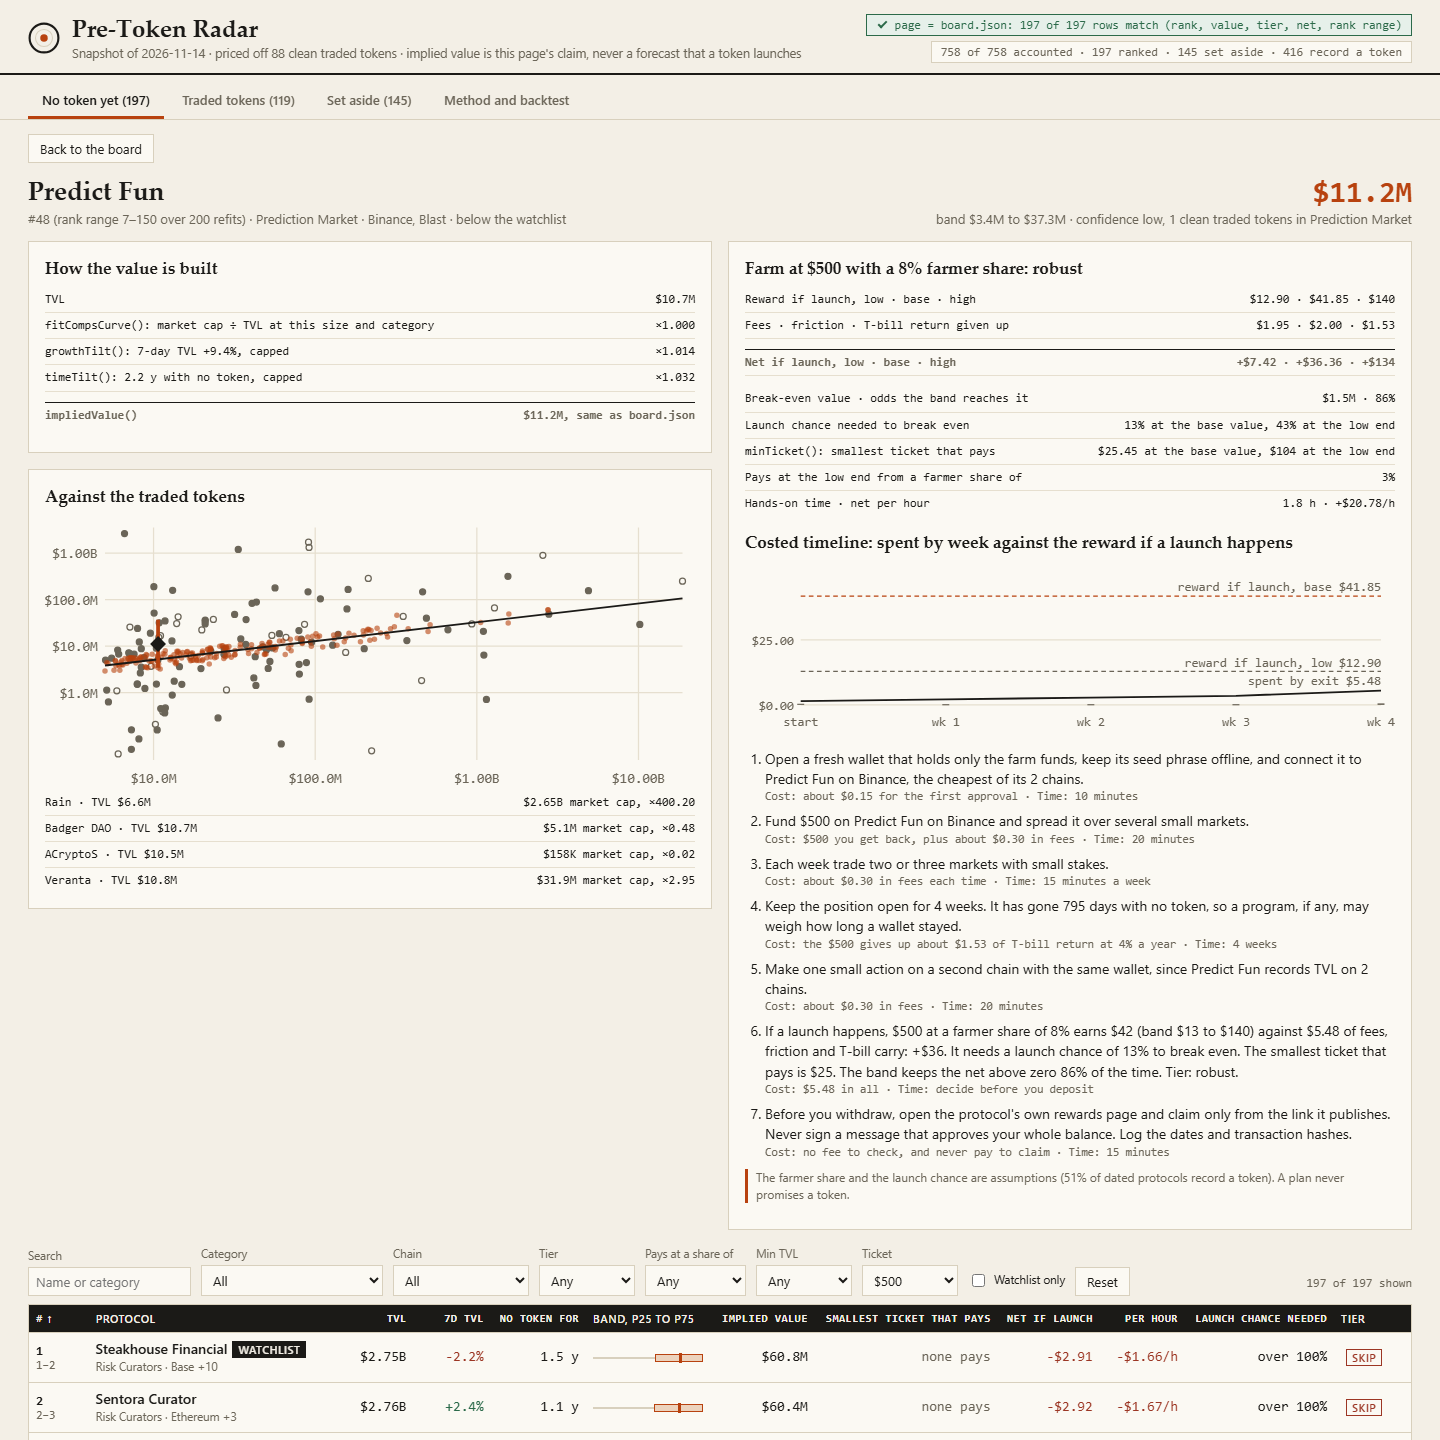 Pre-Token Radar
Snapshot of 2026-11-14 · priced off 88 clean traded tokens · implied value is this page's claim, never a forecast that a token launches
✓ page = board.json: 197 of 197 rows match (rank, value, tier, net, rank range)
758 of 758 accounted · 197 ranked · 145 set aside · 416 record a token
No token yet (197)
Traded tokens (119)
Set aside (145)
Method and backtest
Back to the board
Predict Fun
$11.2M
#48 (rank range 7–150 over 200 refits) · Prediction Market · Binance, Blast · below the watchlist
band $3.4M to $37.3M · confidence low, 1 clean traded tokens in Prediction Market
How the value is built
TVL $10.7M
fitCompsCurve(): market cap ÷ TVL at this size and category ×1.000
growthTilt(): 7-day TVL +9.4%, capped ×1.014
timeTilt(): 2.2 y with no token, capped ×1.032
impliedValue() $11.2M, same as board.json
Against the traded tokens
$1.00B
$100.0M
$10.0M
$1.0M
$10.0M $100.0M $1.00B $10.00B
Rain · TVL $6.6M $2.65B market cap, ×400.20
Badger DAO · TVL $10.7M $5.1M market cap, ×0.48
ACryptoS · TVL $10.5M $158K market cap, ×0.02
Veranta · TVL $10.8M $31.9M market cap, ×2.95
Farm at $500 with a 8% farmer share: robust
Reward if launch, low · base · high $12.90 · $41.85 · $140
Fees · friction · T-bill return given up $1.95 · $2.00 · $1.53
Net if launch, low · base · high +$7.42 · +$36.36 · +$134
Break-even value · odds the band reaches it $1.5M · 86%
Launch chance needed to break even 13% at the base value, 43% at the low end
minTicket(): smallest ticket that pays $25.45 at the base value, $104 at the low end
Pays at the low end from a farmer share of 3%
Hands-on time · net per hour 1.8 h · +$20.78/h
Costed timeline: spent by week against the reward if a launch happens
reward if launch, base $41.85
$25.00
reward if launch, low $12.90
spent by exit $5.48
$0.00
start wk 1 wk 2 wk 3 wk 4
1. Open a fresh wallet that holds only the farm funds, keep its seed phrase offline, and connect it to
Predict Fun on Binance, the cheapest of its 2 chains.
Cost: about $0.15 for the first approval · Time: 10 minutes
2. Fund $500 on Predict Fun on Binance and spread it over several small markets.
Cost: $500 you get back, plus about $0.30 in fees · Time: 20 minutes
3. Each week trade two or three markets with small stakes.
Cost: about $0.30 in fees each time · Time: 15 minutes a week
4. Keep the position open for 4 weeks. It has gone 795 days with no token, so a program, if any, may
weigh how long a wallet stayed.
Cost: the $500 gives up about $1.53 of T-bill return at 4% a year · Time: 4 weeks
5. Make one small action on a second chain with the same wallet, since Predict Fun records TVL on 2
chains.
Cost: about $0.30 in fees · Time: 20 minutes
6. If a launch happens, $500 at a farmer share of 8% earns $42 (band $13 to $140) against $5.48 of fees,
friction and T-bill carry: +$36. It needs a launch chance of 13% to break even. The smallest ticket that
pays is $25. The band keeps the net above zero 86% of the time. Tier: robust.
Cost: $5.48 in all · Time: decide before you deposit
7. Before you withdraw, open the protocol's own rewards page and claim only from the link it publishes.
Never sign a message that approves your whole balance. Log the dates and transaction hashes.
Cost: no fee to check, and never pay to claim · Time: 15 minutes
The farmer share and the launch chance are assumptions (51% of dated protocols record a token). A plan never
promises a token.
Search Category Chain Tier Pays at a share of Min TVL Ticket
Name or category All All Any Any Any $500 Watchlist only Reset 197 of 197 shown
# ↑ PROTOCOL TVL 7D TVL NO TOKEN FOR BAND, P25 TO P75 IMPLIED VALUE SMALLEST TICKET THAT PAYS NET IF LAUNCH PER HOUR LAUNCH CHANCE NEEDED TIER
1 Steakhouse Financial WATCHLIST $2.75B -2.2% 1.5 y $60.8M none pays -$2.91 -$1.66/h over 100% SKIP
1–2 Risk Curators · Base +10
2 Sentora Curator $2.76B +2.4% 1.1 y $60.4M none pays -$2.92 -$1.67/h over 100% SKIP
2–3 Risk Curators · Ethereum +3